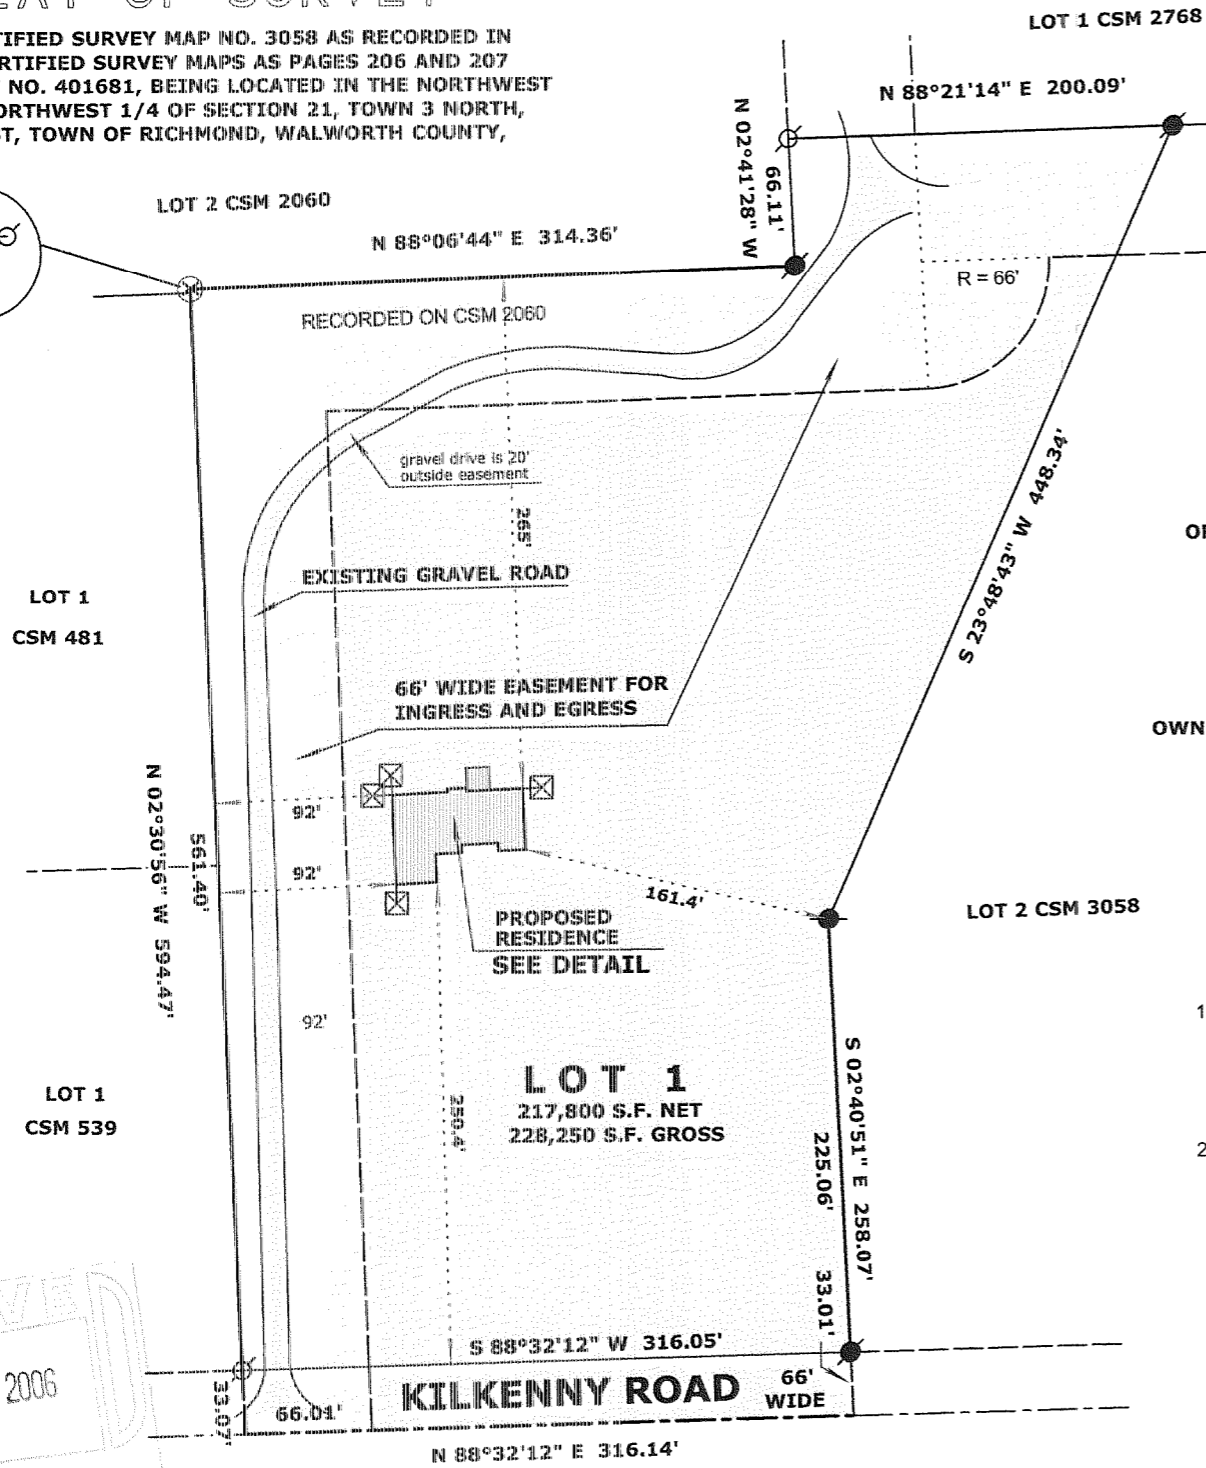 OF SURVEY
TIFIED SURVEY MAP NO. 3058 AS RECORDED IN
RTIFIED SURVEY MAPS AS PAGES 206 AND 207
NO. 401681, BEING LOCATED IN THE NORTHWEST
ORTHWEST 1/4 OF SECTION 21, TOWN 3 NORTH,
ST, TOWN OF RICHMOND, WALWORTH COUNTY,
LOT 1 CSM 2768
N 88°21'14" E 200.09'
N 02°41'28" W
66.11'
LOT 2 CSM 2060
N 88°06'44" E 314.36'
R = 66'
RECORDED ON CSM 2060
gravel drive is 20'
outside easement
265'
S 23°48'43" W 448.34'
EXISTING GRAVEL ROAD
LOT 1
CSM 481
66' WIDE EASEMENT FOR
INGRESS AND EGRESS
OWN
N 02°30'56" W 594.47'
561.40'
92'
92'
161.4'
LOT 2 CSM 3058
PROPOSED
RESIDENCE
SEE DETAIL
92'
1
LOT 1
217,800 S.F. NET
228,250 S.F. GROSS
250.4'
S 02°40'51" E 258.07'
225.06'
33.01'
LOT 1
CSM 539
2
S 88°32'12" W 316.05'
KILKENNY ROAD
66'
WIDE
66.01'
33.07'
N 88°32'12" E 316.14'
2006